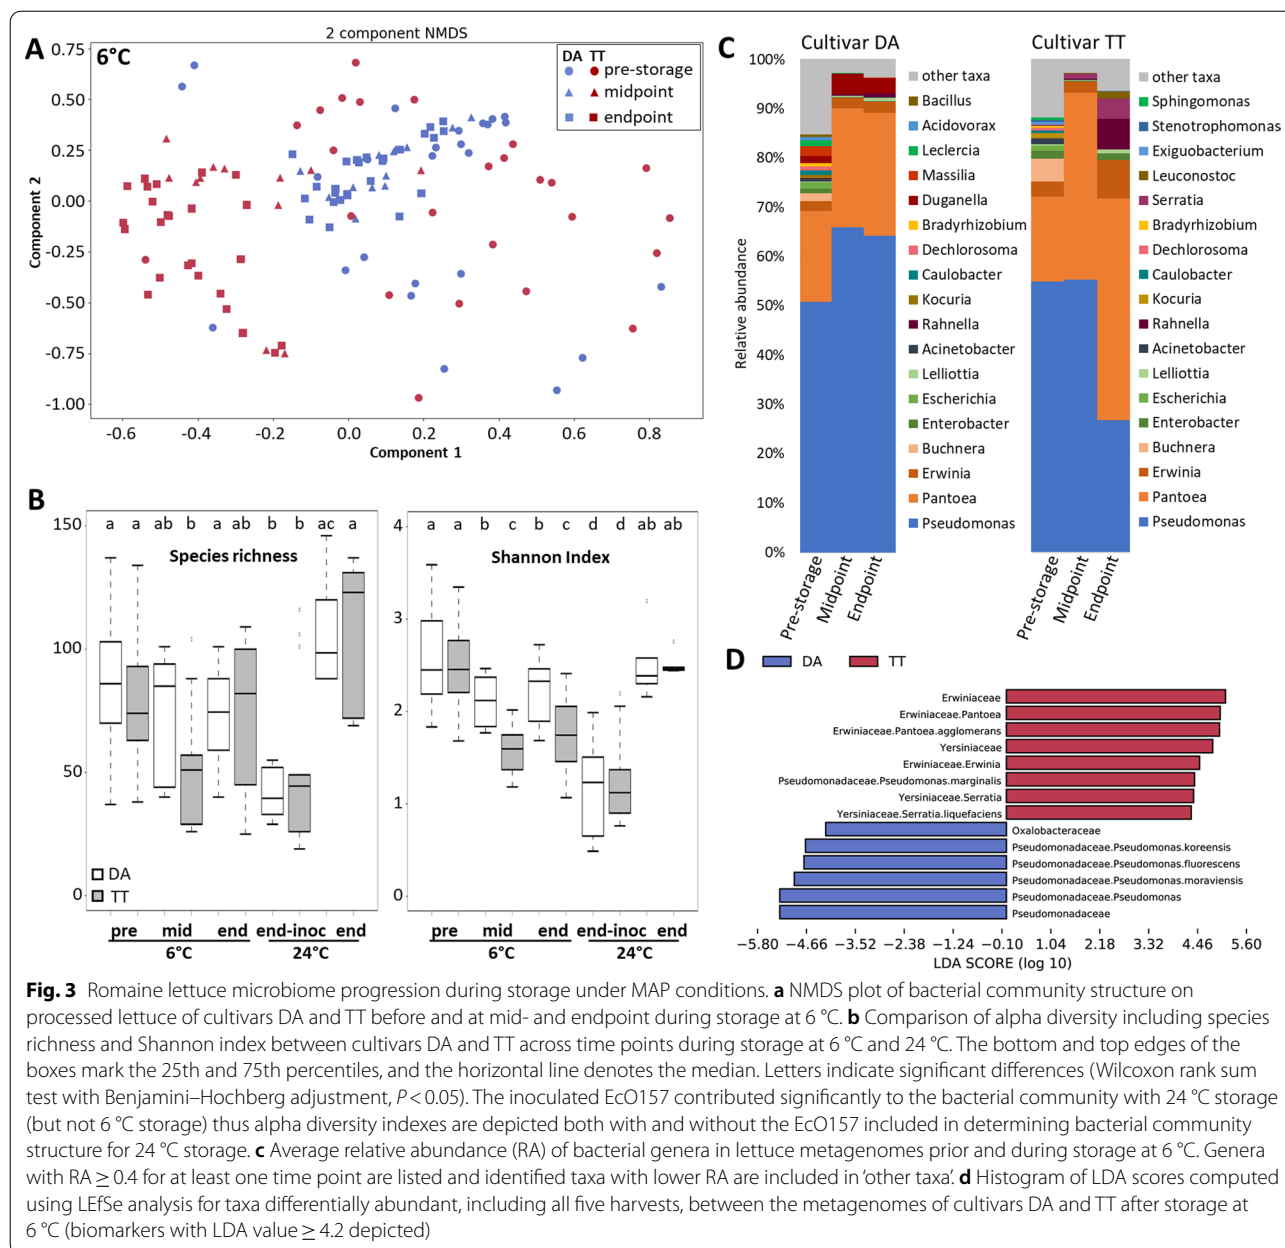 A
6°C
2 component NMDS
DA TT
pre-storage
midpoint
endpoint
0.75
0.50
0.25
0.00
-0.25
-0.50
-0.75
-1.00
Component 2
-0.6 -0.4 -0.2 0.0 0.2 0.4 0.6 0.8
Component 1
B
150
100
50
0
a a ab b a ab b b ac a
Species richness
DA
TT
pre mid end end-inoc end
6°C 24°C
4
3
2
1
0
a a b c b c d d ab ab
Shannon Index
pre mid end end-inoc end
6°C 24°C
C
Cultivar DA
Relative abundance
100%
90%
80%
70%
60%
50%
40%
30%
20%
10%
0%
Pre-storage
Midpoint
Endpoint
other taxa
Bacillus
Acidovorax
Leclercia
Massilia
Duganella
Bradyrhizobium
Dechlorosoma
Caulobacter
Kocuria
Rahnella
Acinetobacter
Lelliottia
Escherichia
Enterobacter
Buchnera
Erwinia
Pantoea
Pseudomonas
Cultivar TT
Pre-storage
Midpoint
Endpoint
other taxa
Sphingomonas
Stenotrophomonas
Exiguobacterium
Leuconostoc
Serratia
Bradyrhizobium
Dechlorosoma
Caulobacter
Kocuria
Rahnella
Acinetobacter
Lelliottia
Escherichia
Enterobacter
Buchnera
Erwinia
Pantoea
Pseudomonas
D
DA TT
Erwiniaceae
Erwiniaceae.Pantoea
Erwiniaceae.Pantoea.agglomerans
Yersiniaceae
Erwiniaceae.Erwinia
Pseudomonadaceae.Pseudomonas.marginalis
Yersiniaceae.Serratia
Yersiniaceae.Serratia.liquefaciens
Oxalobacteraceae
Pseudomonadaceae.Pseudomonas.koreensis
Pseudomonadaceae.Pseudomonas.fluorescens
Pseudomonadaceae.Pseudomonas.moraviensis
Pseudomonadaceae.Pseudomonas
Pseudomonadaceae
−5.80 −4.66 −3.52 −2.38 −1.24 −0.10 1.04 2.18 3.32 4.46 5.60
LDA SCORE (log 10)
Fig. 3 Romaine lettuce microbiome progression during storage under MAP conditions. a NMDS plot of bacterial community structure on
processed lettuce of cultivars DA and TT before and at mid- and endpoint during storage at 6 °C. b Comparison of alpha diversity including species
richness and Shannon index between cultivars DA and TT across time points during storage at 6 °C and 24 °C. The bottom and top edges of the
boxes mark the 25th and 75th percentiles, and the horizontal line denotes the median. Letters indicate significant differences (Wilcoxon rank sum
test with Benjamini–Hochberg adjustment, P < 0.05). The inoculated EcO157 contributed significantly to the bacterial community with 24 °C storage
(but not 6 °C storage) thus alpha diversity indexes are depicted both with and without the EcO157 included in determining bacterial community
structure for 24 °C storage. c Average relative abundance (RA) of bacterial genera in lettuce metagenomes prior and during storage at 6 °C. Genera
with RA ≥ 0.4 for at least one time point are listed and identified taxa with lower RA are included in 'other taxa'. d Histogram of LDA scores computed
using LEfSe analysis for taxa differentially abundant, including all five harvests, between the metagenomes of cultivars DA and TT after storage at
6 °C (biomarkers with LDA value ≥ 4.2 depicted)